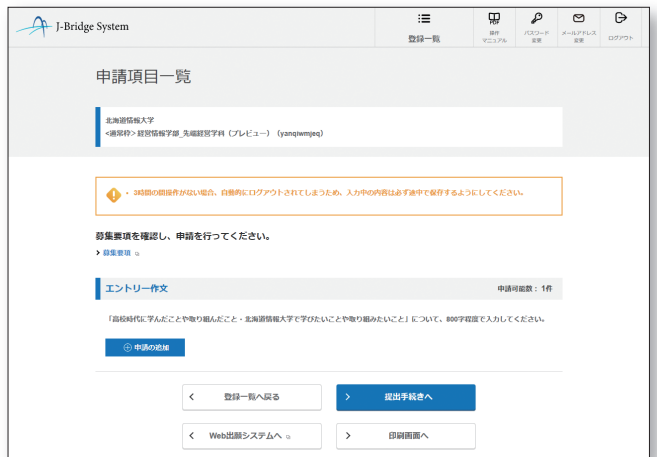 J-Bridge System
登録一覧
PDF
操作
マニュアル
パスワード
変更
メールアドレス
変更
ログアウト
申請項目一覧
北海道情報大学
<通常枠>経営情報学部_先端経営学科（プレビュー）（yanqiwmjeq）
・ 3時間の間操作がない場合、自動的にログアウトされてしまうため、入力中の内容は必ず途中で保存するようにしてください。
募集要項を確認し、申請を行ってください。
募集要項
エントリー作文 申請可能数：1件
「高校時代に学んだことや取り組んだこと・北海道情報大学で学びたいことや取り組みたいこと」について、800字程度で入力してください。
申請の追加
登録一覧へ戻る
提出手続きへ
Web出願システムへ
印刷画面へ